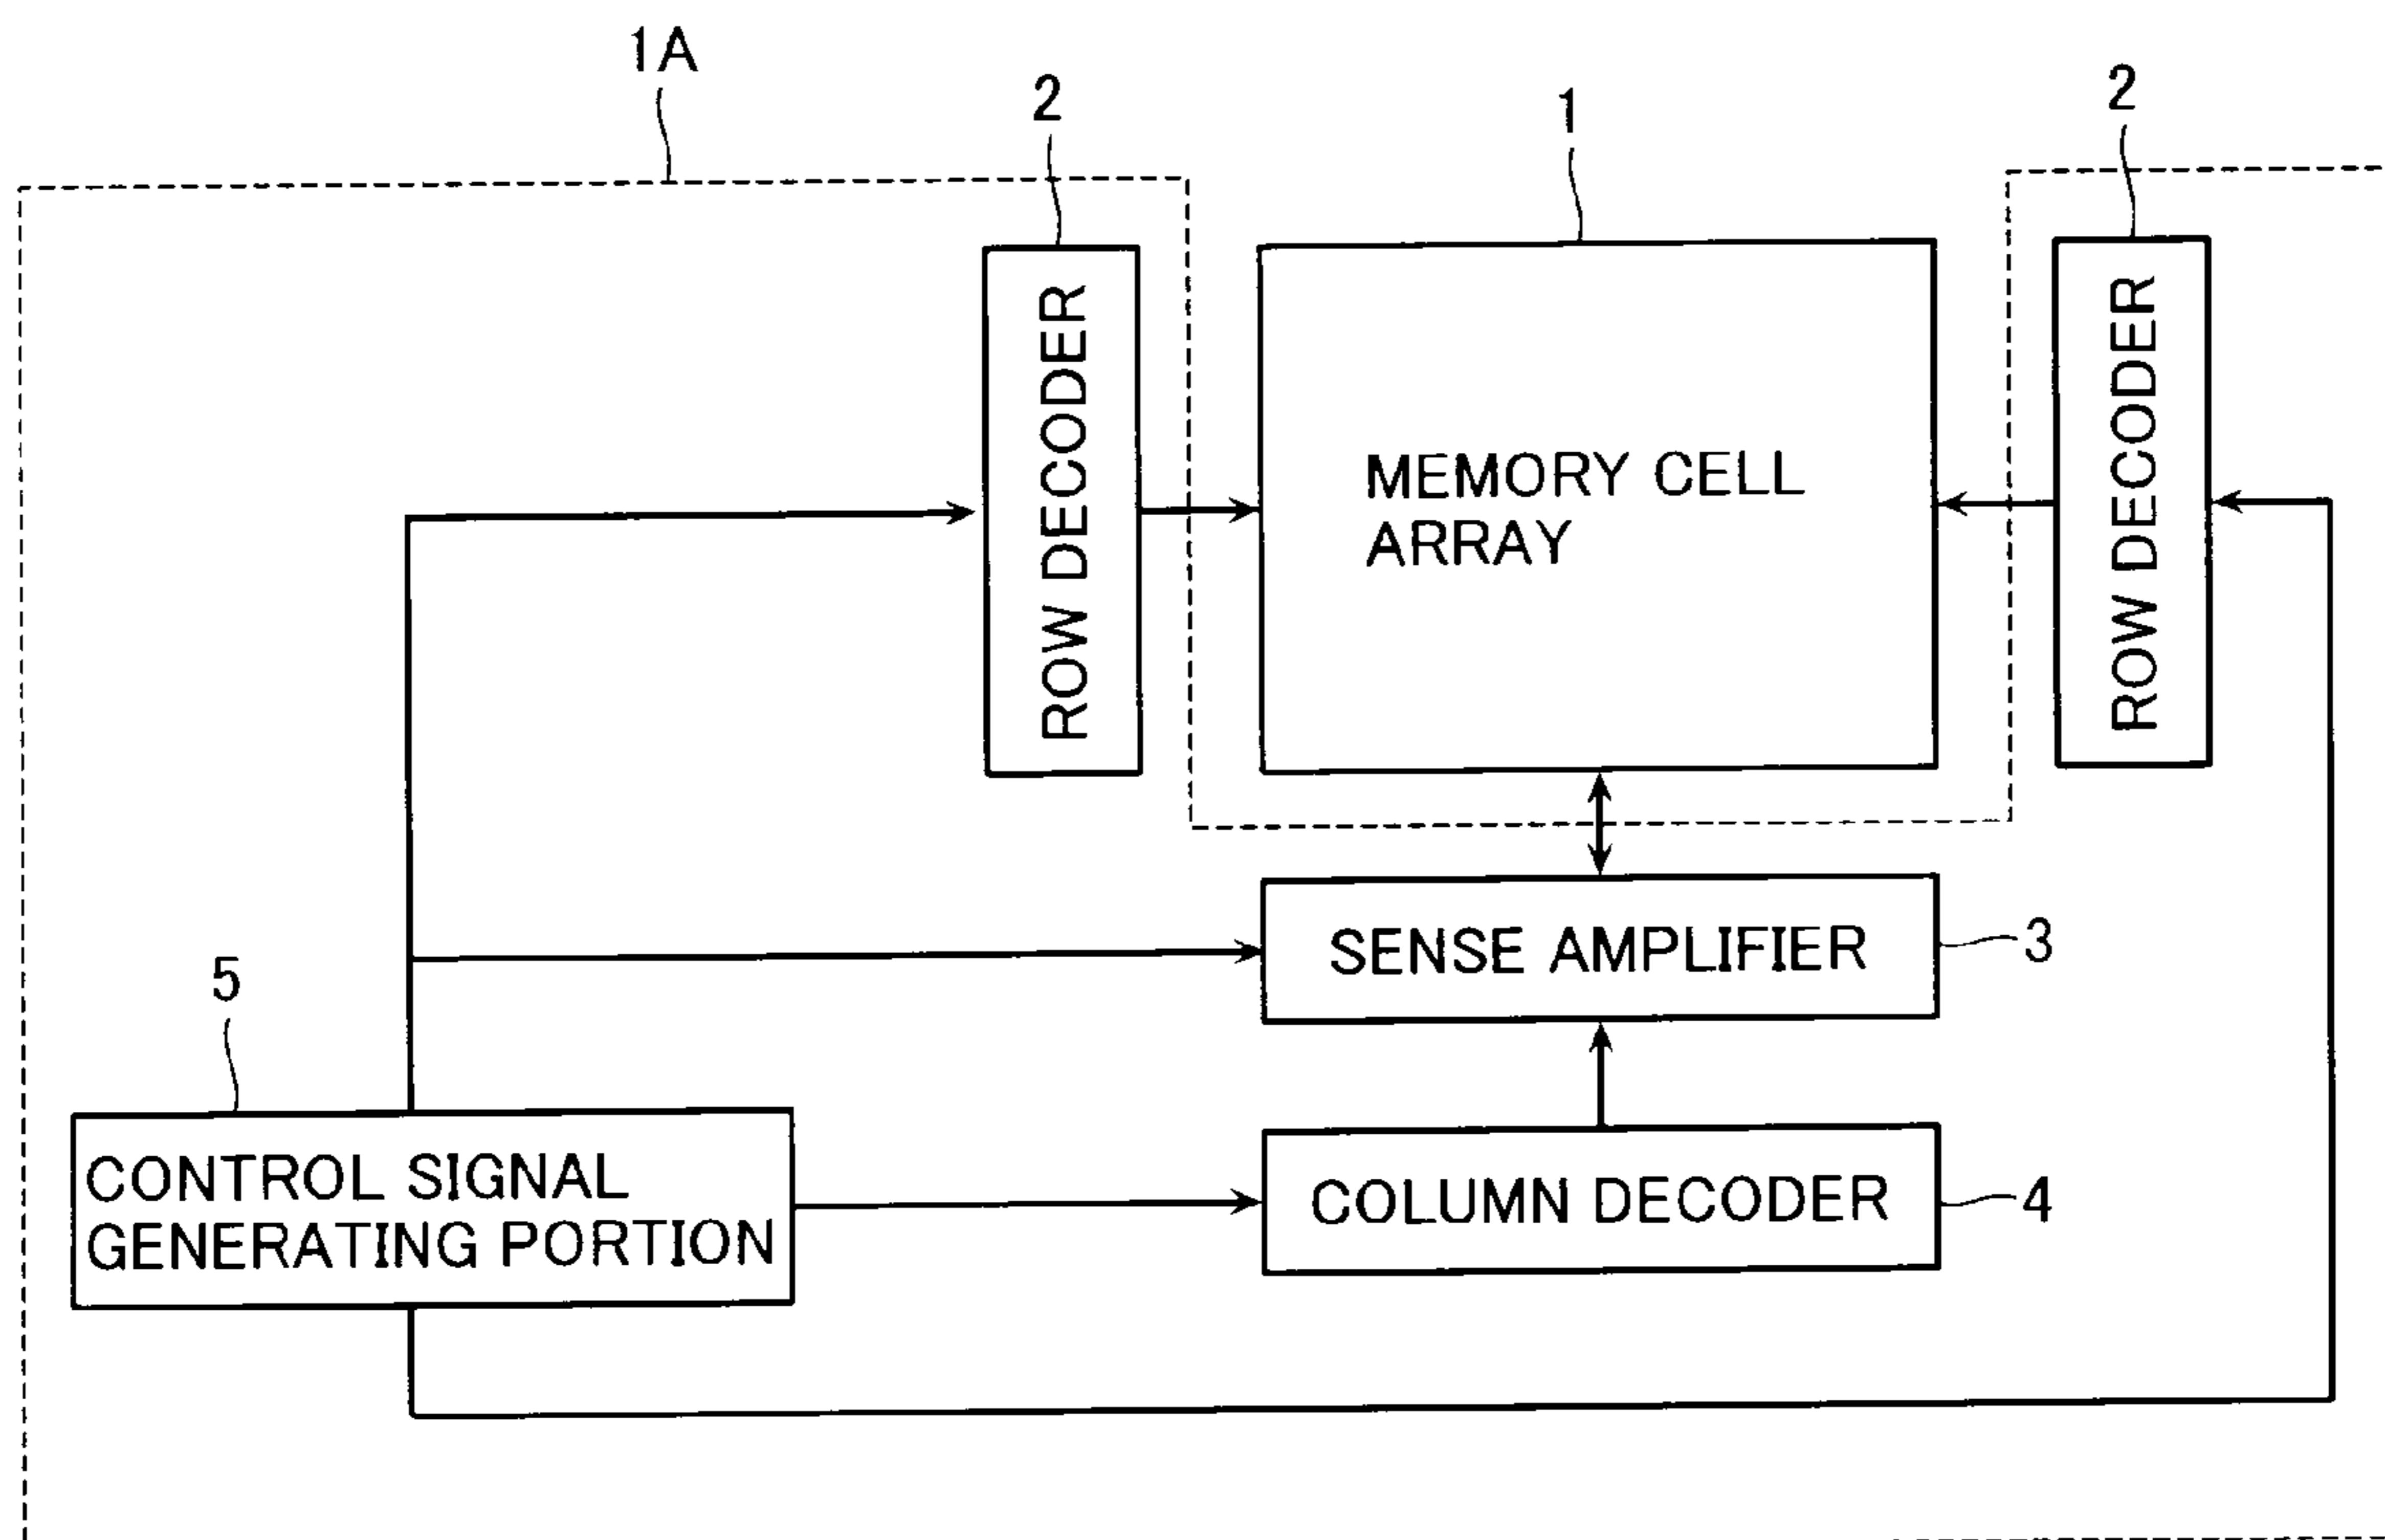 1A
2
1
2
ROW DECODER
MEMORY CELL
ARRAY
ROW DECODER
SENSE AMPLIFIER
3
5
CONTROL SIGNAL
GENERATING PORTION
COLUMN DECODER
4